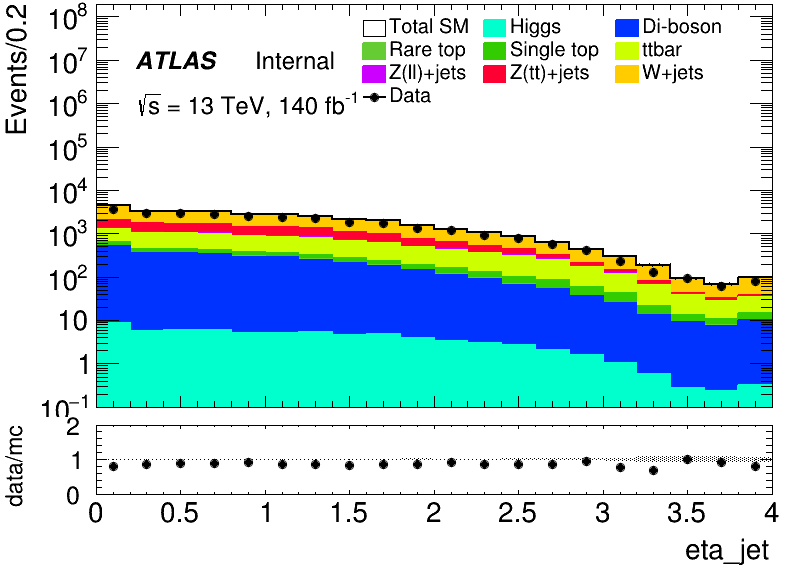 10⁸
10⁷
10⁶
10⁵
10⁴
10³
10²
10
1
10⁻¹
Events/0.2
ATLAS Internal
√s = 13 TeV, 140 fb⁻¹
Total SM Higgs Di-boson
Rare top Single top ttbar
Z(ll)+jets Z(tt)+jets W+jets
Data
2
1
0
data/mc
0 0.5 1 1.5 2 2.5 3 3.5 4
eta_jet